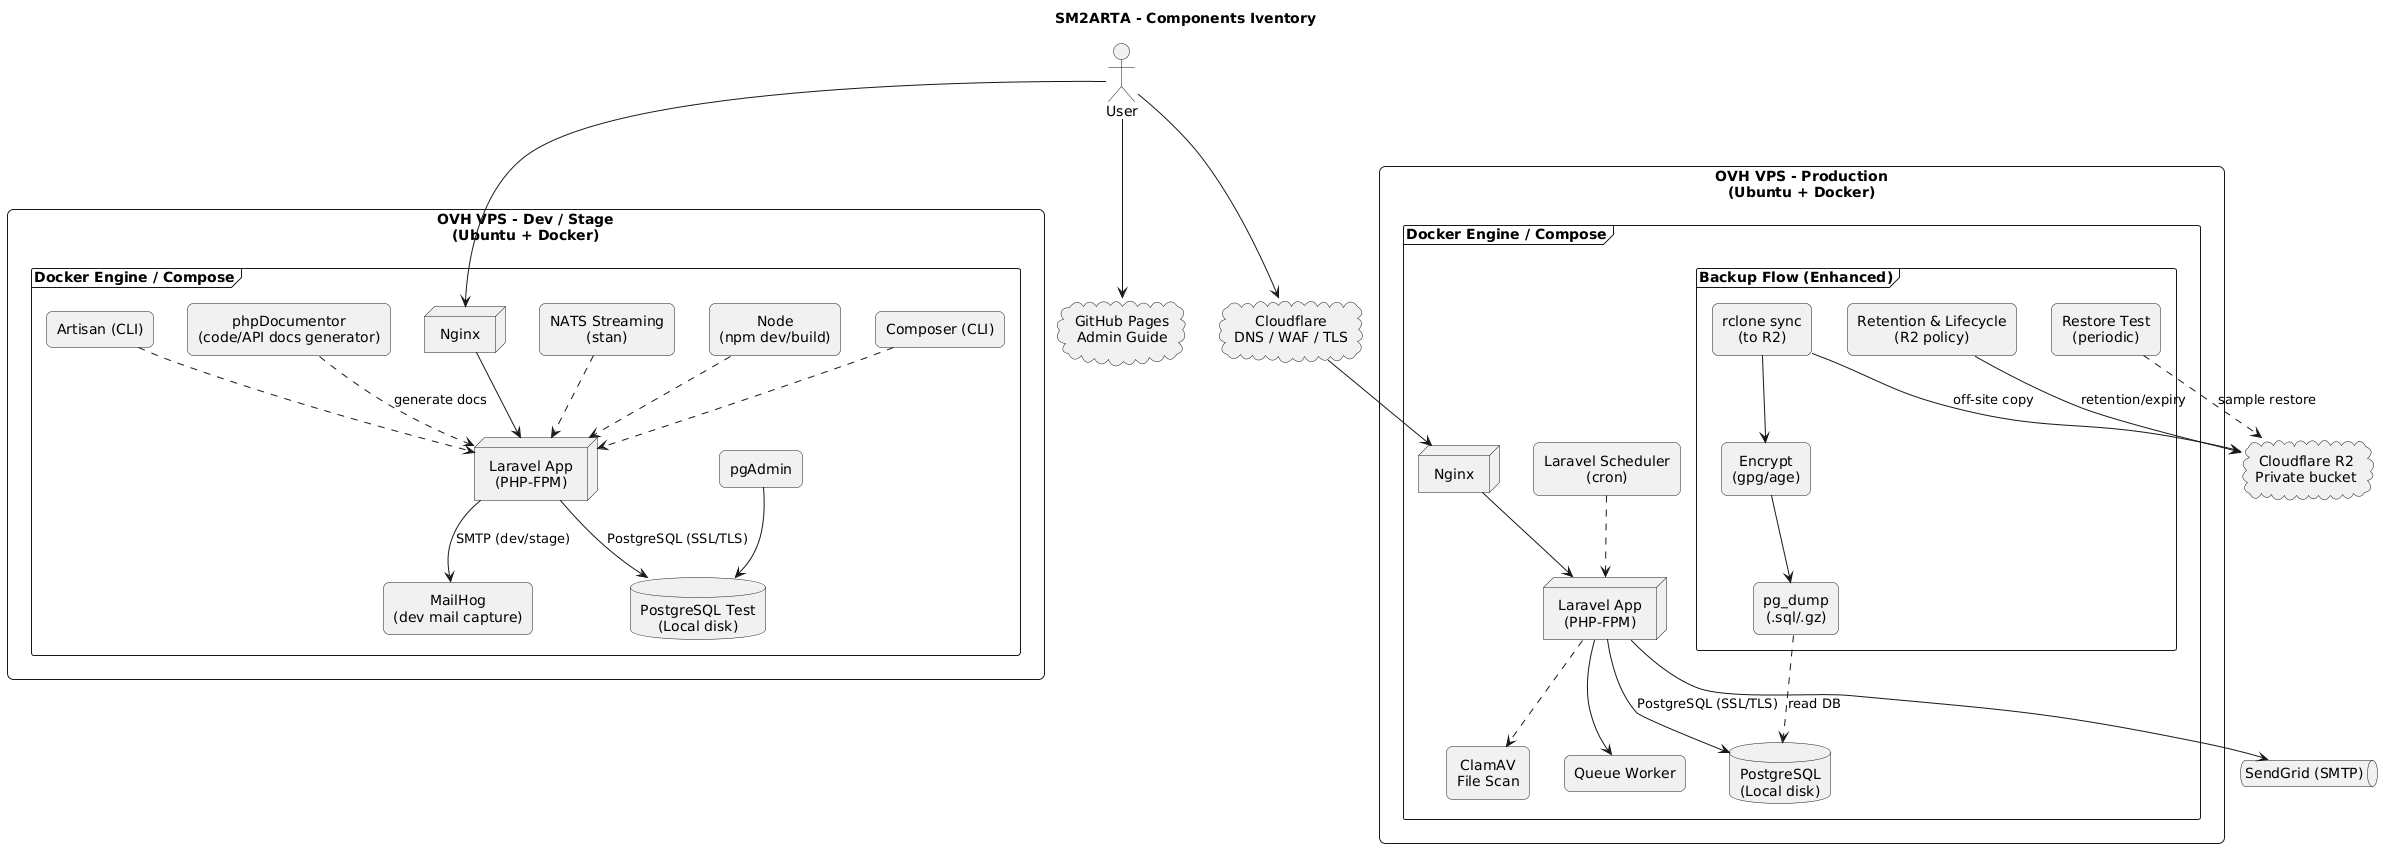 SM2ARTA - Components Iventory
User
OVH VPS - Dev / Stage
(Ubuntu + Docker)
Docker Engine / Compose
Artisan (CLI)
phpDocumentor
(code/API docs generator)
Nginx
NATS Streaming
(stan)
Node
(npm dev/build)
Composer (CLI)
generate docs
Laravel App
(PHP-FPM)
pgAdmin
SMTP (dev/stage)
PostgreSQL (SSL/TLS)
MailHog
(dev mail capture)
PostgreSQL Test
(Local disk)
GitHub Pages
Admin Guide
Cloudflare
DNS / WAF / TLS
OVH VPS - Production
(Ubuntu + Docker)
Docker Engine / Compose
Backup Flow (Enhanced)
rclone sync
(to R2)
Retention & Lifecycle
(R2 policy)
Restore Test
(periodic)
off-site copy
retention/expiry
sample restore
Nginx
Laravel Scheduler
(cron)
Encrypt
(gpg/age)
Cloudflare R2
Private bucket
Laravel App
(PHP-FPM)
pg_dump
(.sql/.gz)
PostgreSQL (SSL/TLS)
read DB
ClamAV
File Scan
Queue Worker
PostgreSQL
(Local disk)
SendGrid (SMTP)